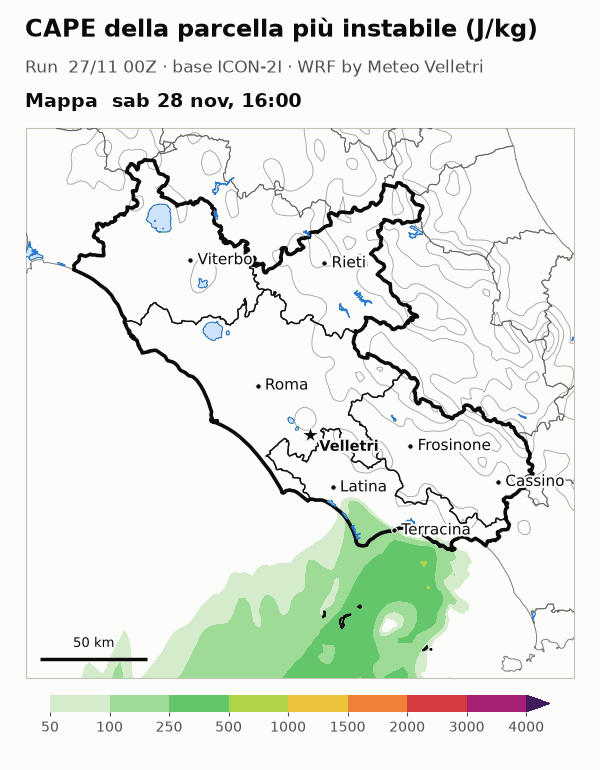 CAPE della parcella più instabile (J/kg)
Run  27/11 00Z · base ICON-2I · WRF by Meteo Velletri
Mappa  sab 28 nov, 16:00
Viterbo
Rieti
Roma
Velletri
Frosinone
Cassino
Latina
Terracina
50 km
50 100 250 500 1000 1500 2000 3000 4000